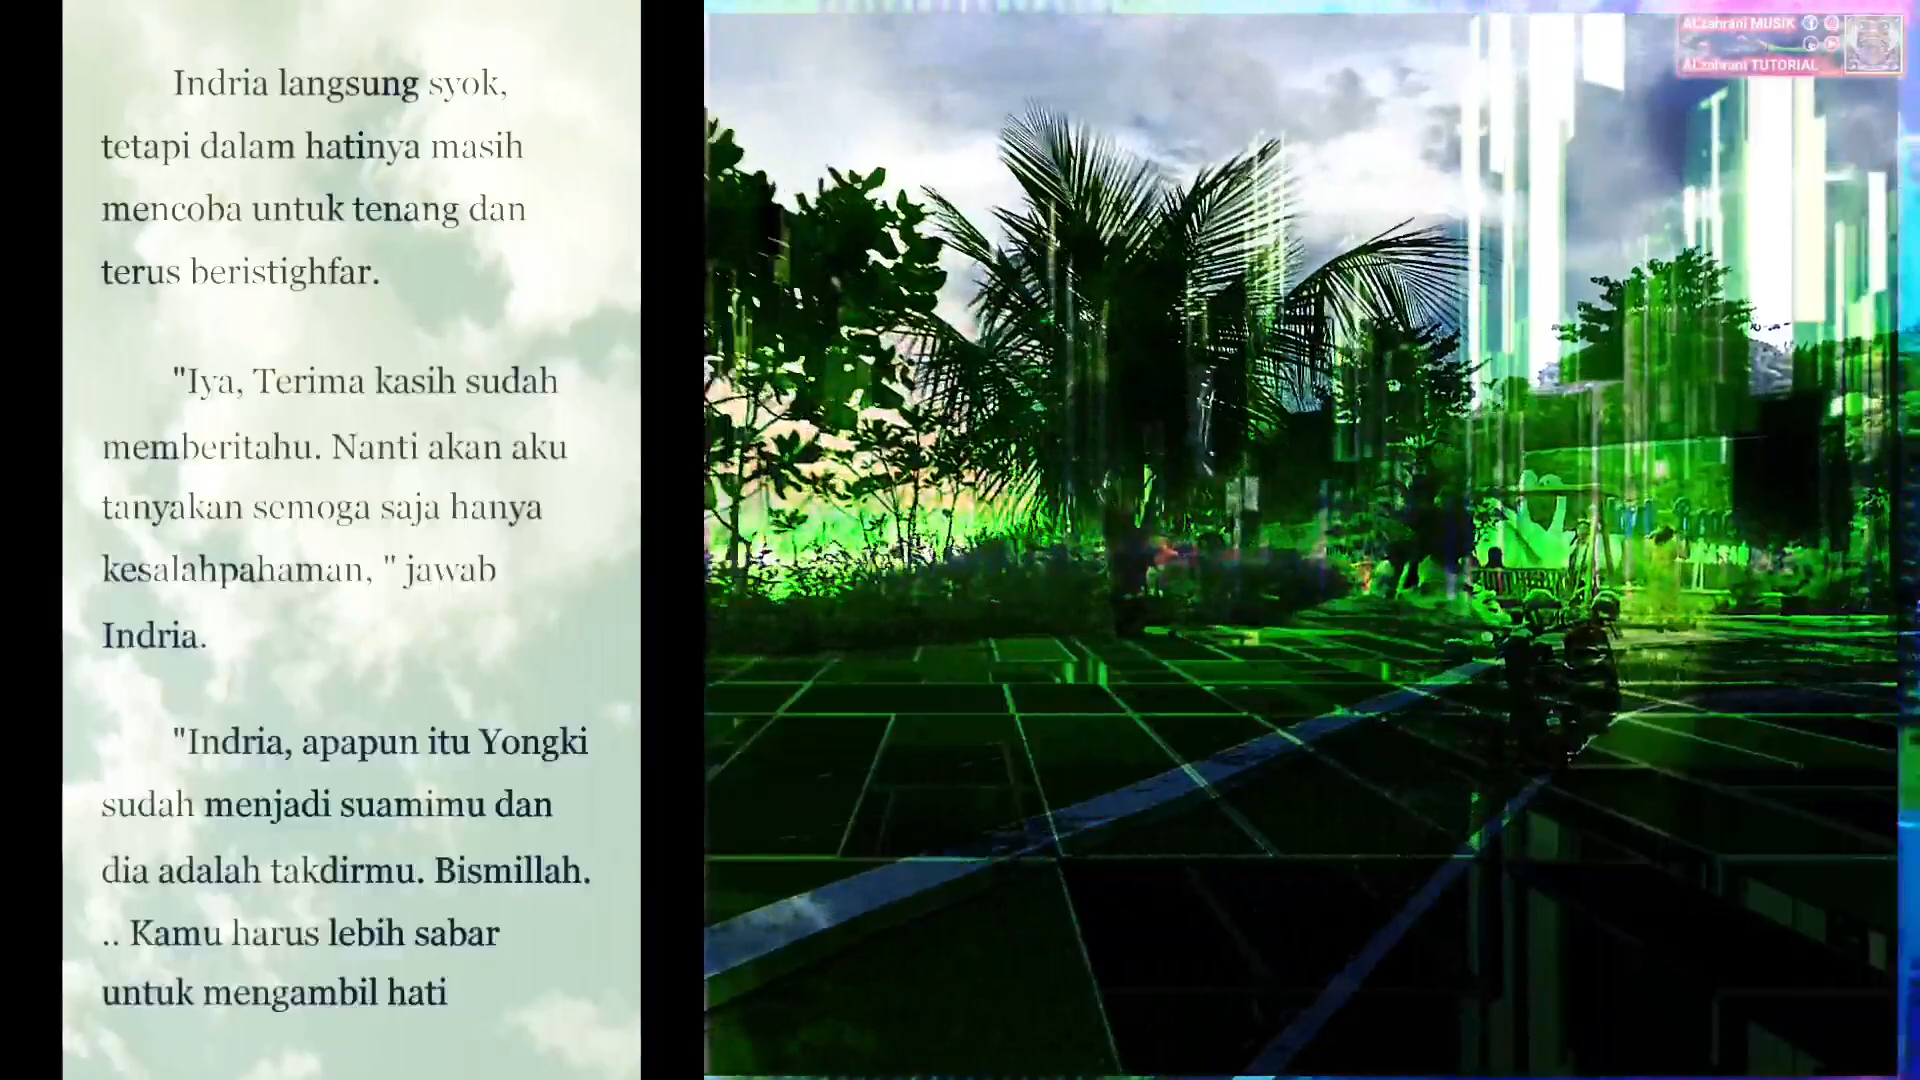 Indria langsung syok,
tetapi dalam hatinya masih
mencoba untuk tenang dan
terus beristighfar.
"Iya, Terima kasih sudah
memberitahu. Nanti akan aku
tanyakan semoga saja hanya
kesalahpahaman, " jawab
Indria.
"Indria, apapun itu Yongki
sudah menjadi suamimu dan
dia adalah takdirmu. Bismillah.
.. Kamu harus lebih sabar
untuk mengambil hati
ALzahrani MUSIK
ALzahrani TUTORIAL